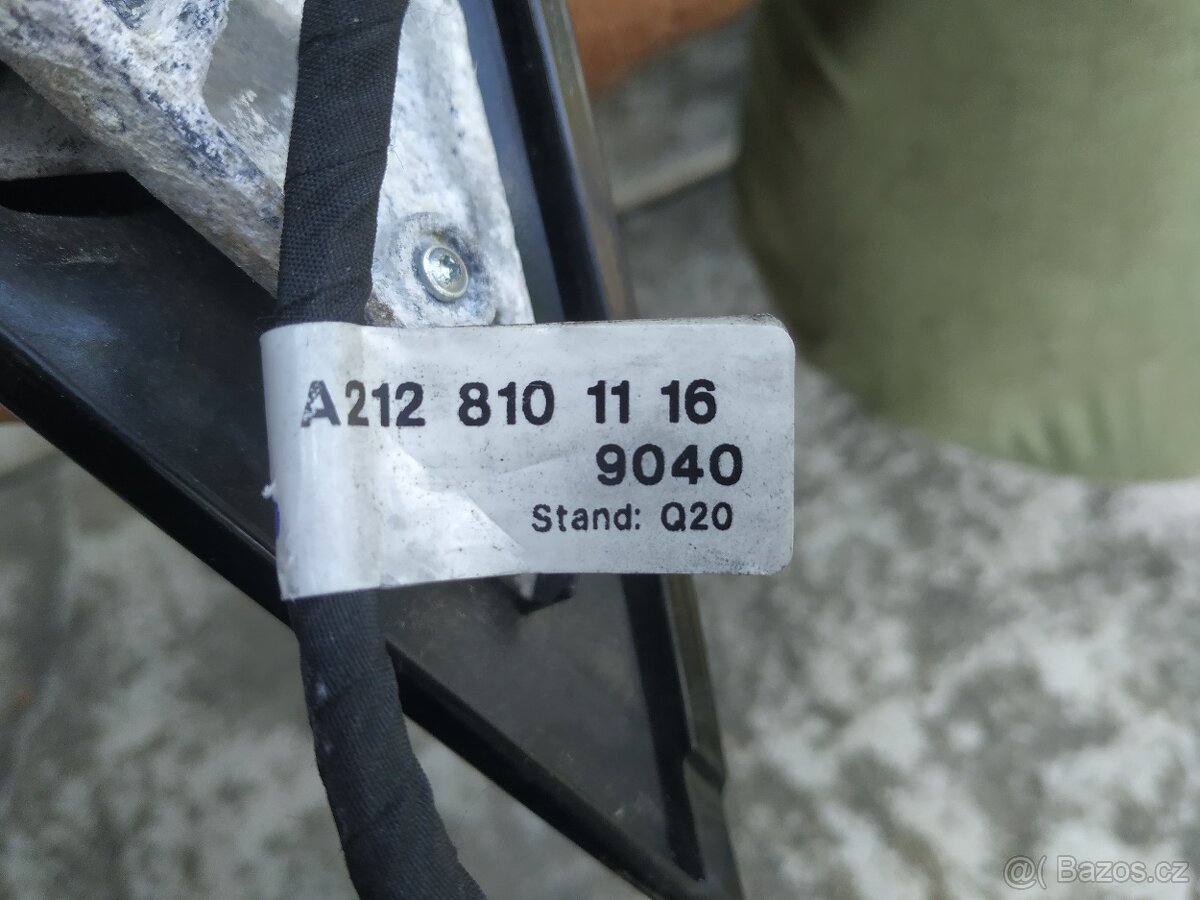 A212 810 11 16
9040
Stand: Q20
@( Bazos.cz